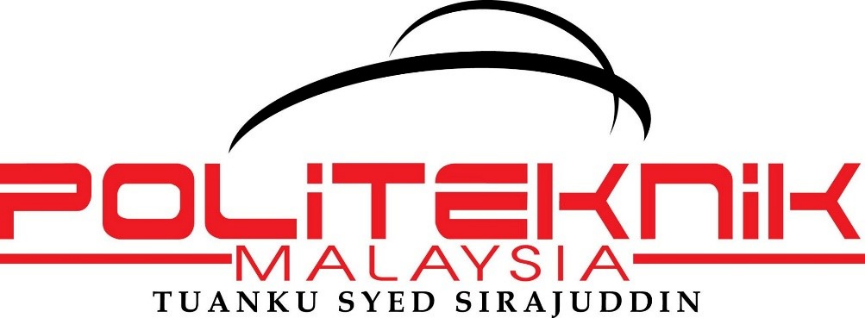 POLiTEKNiK
MALAYSIA
TUANKU SYED SIRAJUDDIN